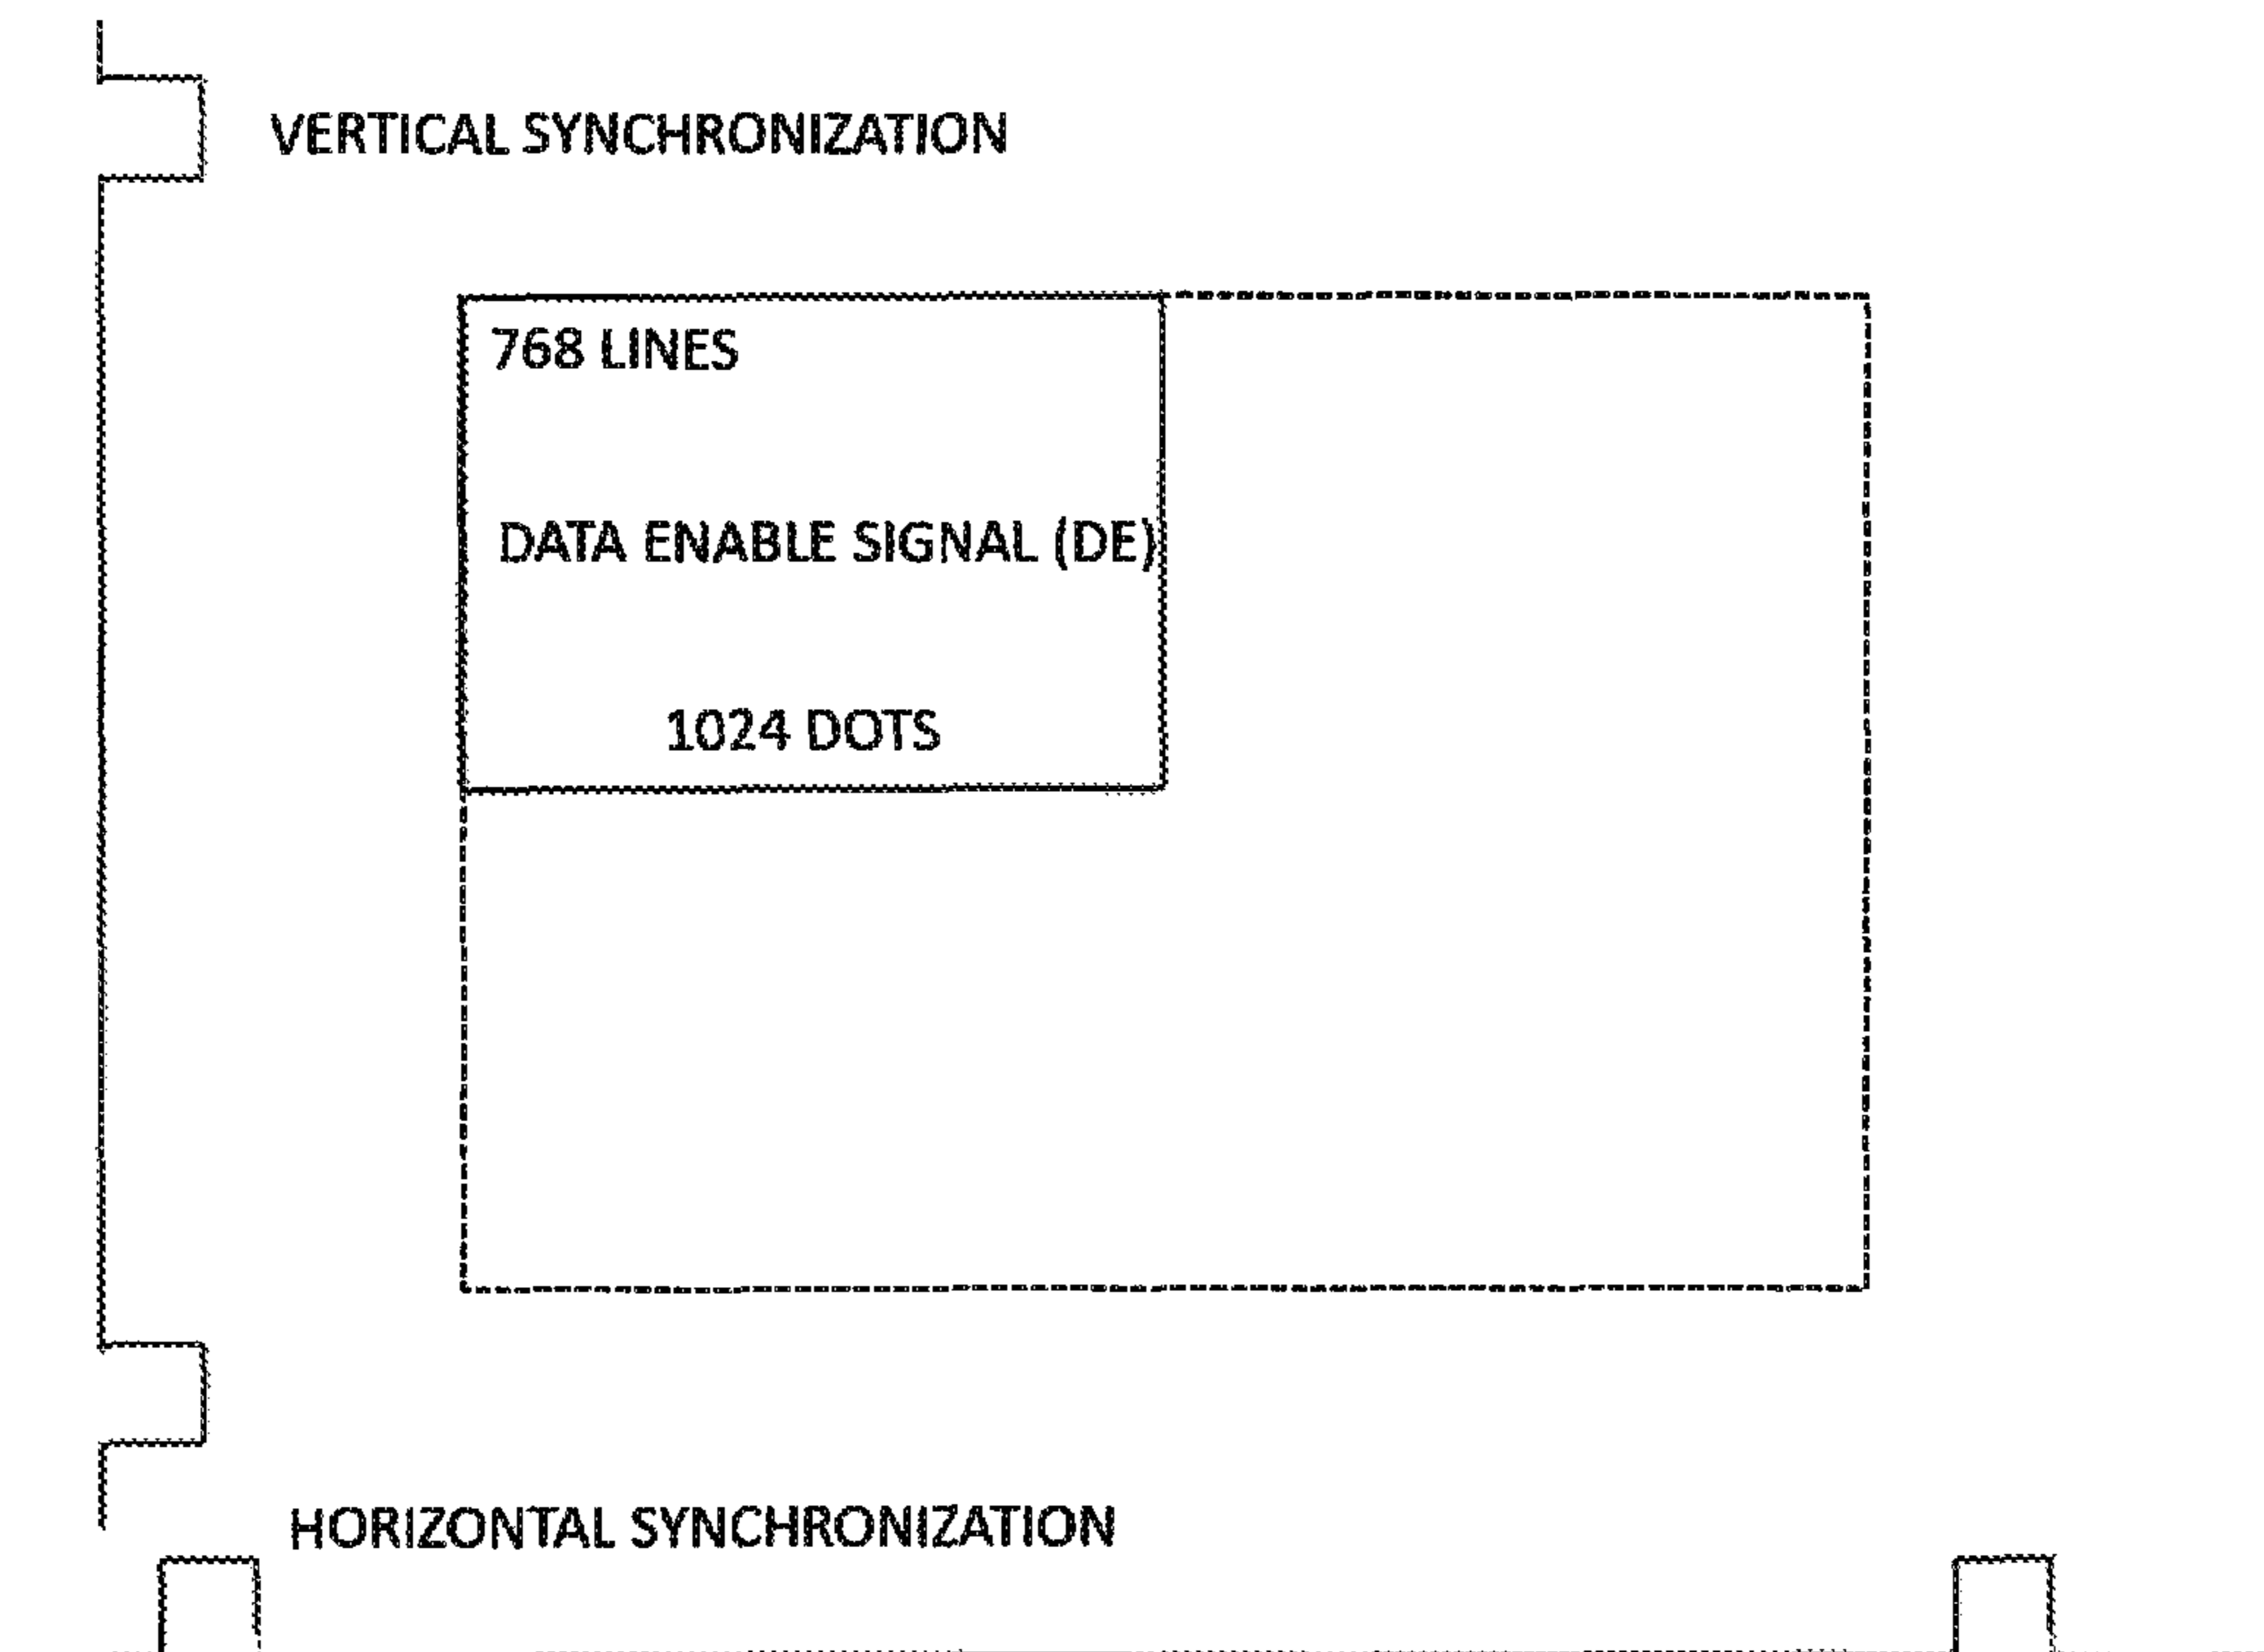 VERTICAL SYNCHRONIZATION
768 LINES
DATA ENABLE SIGNAL (DE)
1024 DOTS
HORIZONTAL SYNCHRONIZATION